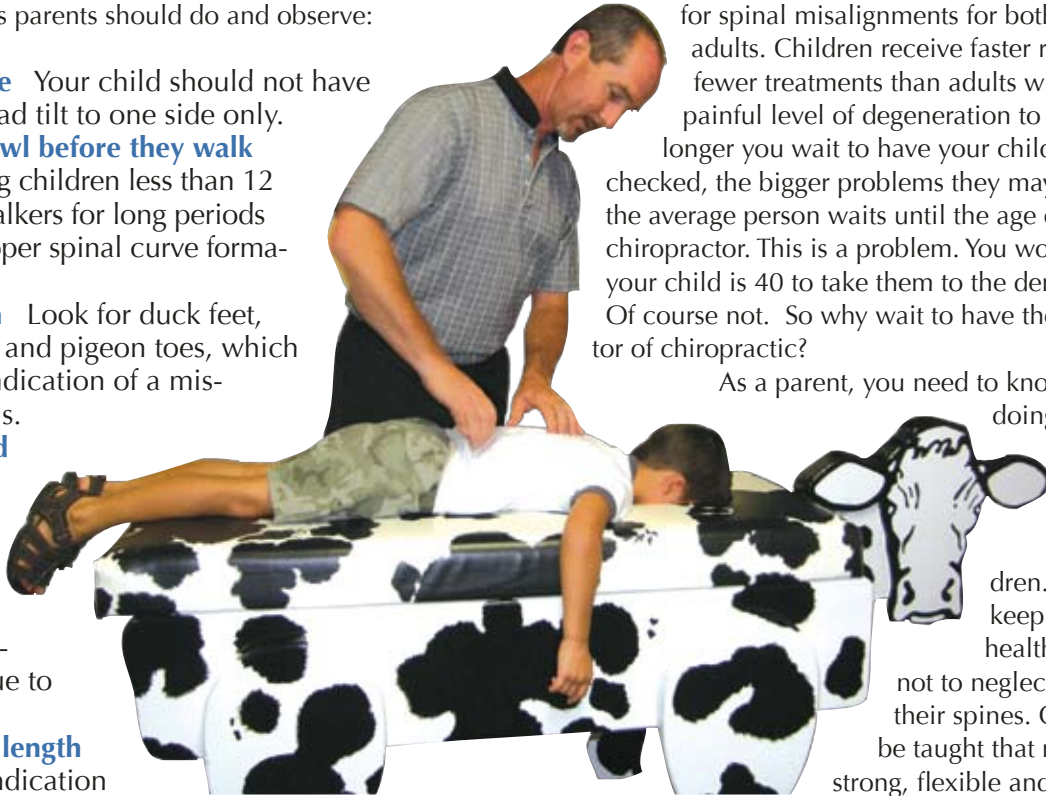 s parents should do and observe:
e Your child should not have
ad tilt to one side only.
wl before they walk
g children less than 12
alkers for long periods
per spinal curve forma-
Look for duck feet,
and pigeon toes, which
ndication of a mis-
s.
d
-
ue to
length
ndication
for spinal misalignments for both
adults. Children receive faster r
fewer treatments than adults w
painful level of degeneration to
longer you wait to have your child
checked, the bigger problems they may
the average person waits until the age
chiropractor. This is a problem. You wo
your child is 40 to take them to the den
Of course not. So why wait to have the
tor of chiropractic?
As a parent, you need to kno
doing
dren.
keep
health
not to neglec
their spines.
be taught that
strong, flexible and